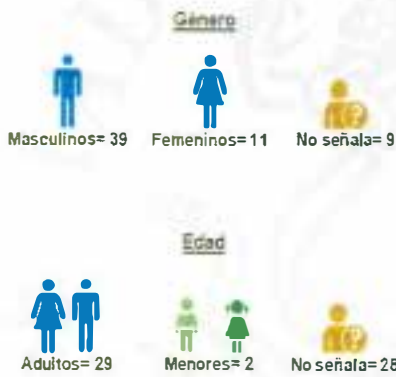 Género
Masculinos= 39 Femeninos= 11 No señala= 9
Edad
Adultos= 29 Menores= 2 No señala= 28